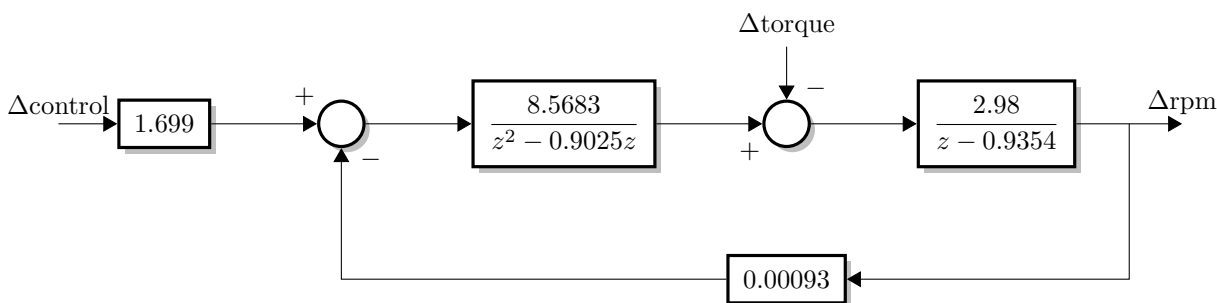 Δtorque
Δcontrol
1.699
+
−
8.5683
z² − 0.9025z
−
+
2.98
z − 0.9354
Δrpm
0.00093